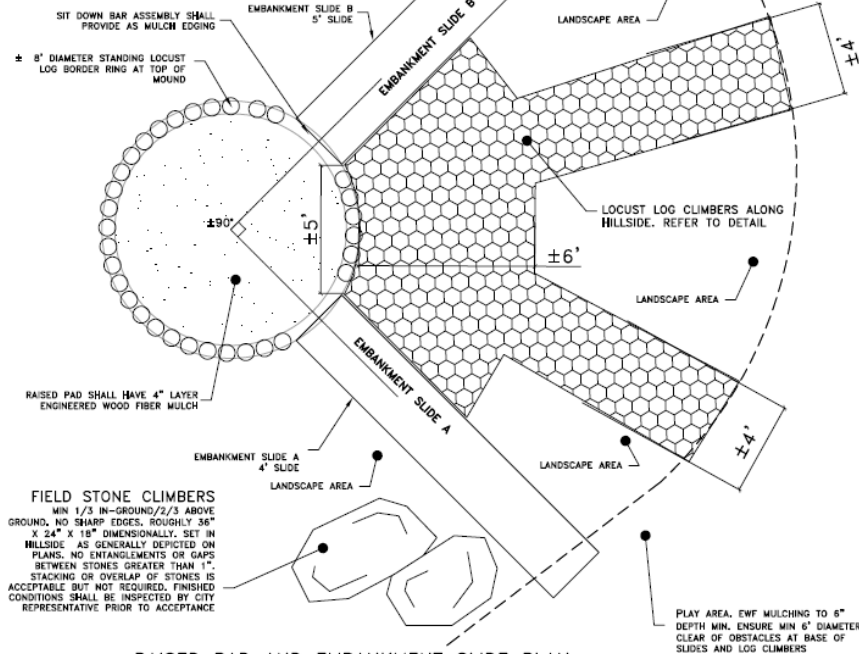 SIT DOWN BAR ASSEMBLY SHALL
PROVIDE AS MULCH EDGING
EMBANKMENT SLIDE B
5' SLIDE
LANDSCAPE AREA
± 8' DIAMETER STANDING LOCUST
LOG BORDER RING AT TOP OF
MOUND
EMBANKMENT SLIDE B
±4'
±90°
±5'
LOCUST LOG CLIMBERS ALONG
HILLSIDE. REFER TO DETAIL
±6'
LANDSCAPE AREA
RAISED PAD SHALL HAVE 4" LAYER
ENGINEERED WOOD FIBER MULCH
EMBANKMENT SLIDE A
EMBANKMENT SLIDE A
4' SLIDE
LANDSCAPE AREA
LANDSCAPE AREA
±4'
FIELD STONE CLIMBERS
MIN 1/3 IN-GROUND/2/3 ABOVE
GROUND. NO SHARP EDGES. ROUGHLY 36"
X 24" X 18" DIMENSIONALLY. SET IN
HILLSIDE AS GENERALLY DEPICTED ON
PLANS. NO ENTANGLEMENTS OR GAPS
BETWEEN STONES GREATER THAN 1".
STACKING OR OVERLAP OF STONES IS
ACCEPTABLE BUT NOT REQUIRED. FINISHED
CONDITIONS SHALL BE INSPECTED BY CITY
REPRESENTATIVE PRIOR TO ACCEPTANCE
PLAY AREA. EWF MULCHING TO 6"
DEPTH MIN. ENSURE MIN 6' DIAMETER
CLEAR OF OBSTACLES AT BASE OF
SLIDES AND LOG CLIMBERS